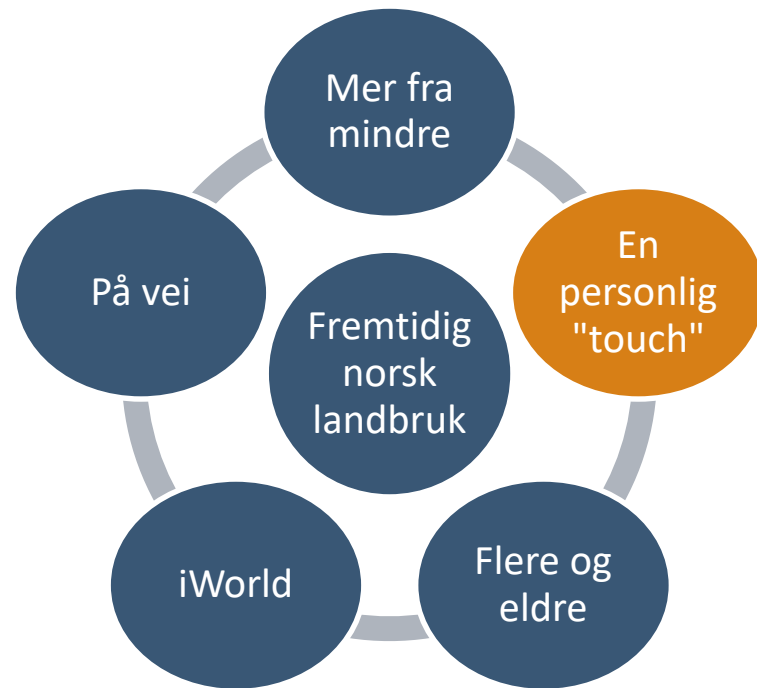 Mer fra
mindre
En
personlig
"touch"
Flere og
eldre
iWorld
På vei
Fremtidig
norsk
landbruk